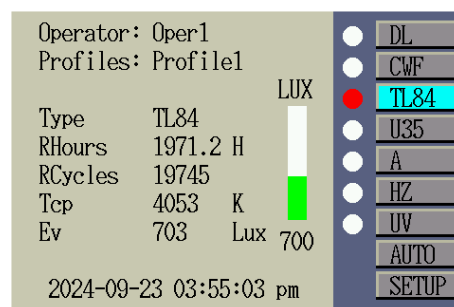 Operator: Oper1
Profiles: Profile1
LUX
Type TL84
RHours 1971.2 H
RCycles 19745
Tcp 4053 K
Ev 703 Lux 700
2024-09-23 03:55:03 pm
DL
CWF
TL84
U35
A
HZ
UV
AUTO
SETUP